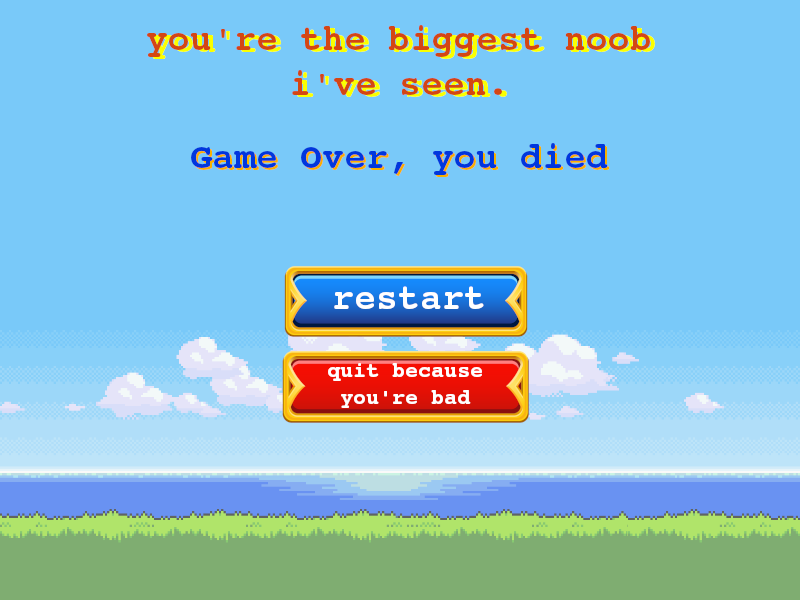 you're the biggest noob
i've seen.
Game Over, you died
restart
quit because
you're bad